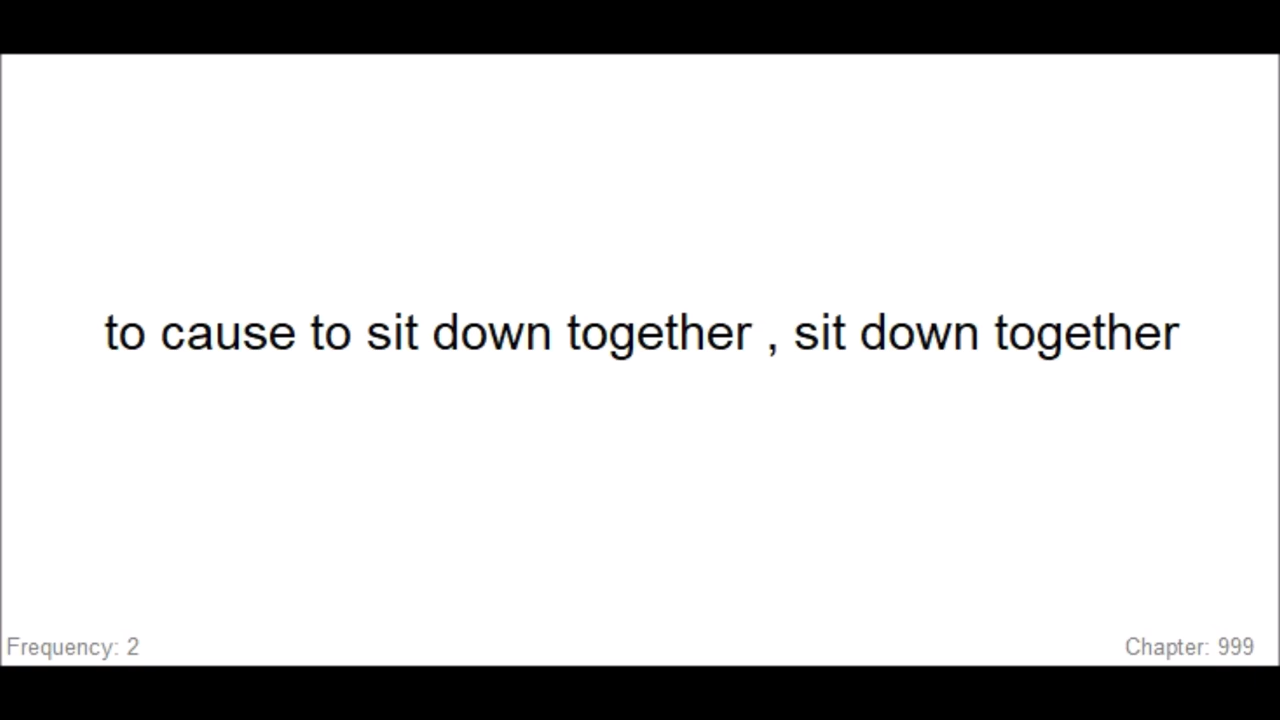 to cause to sit down together , sit down together
Frequency: 2
Chapter: 999